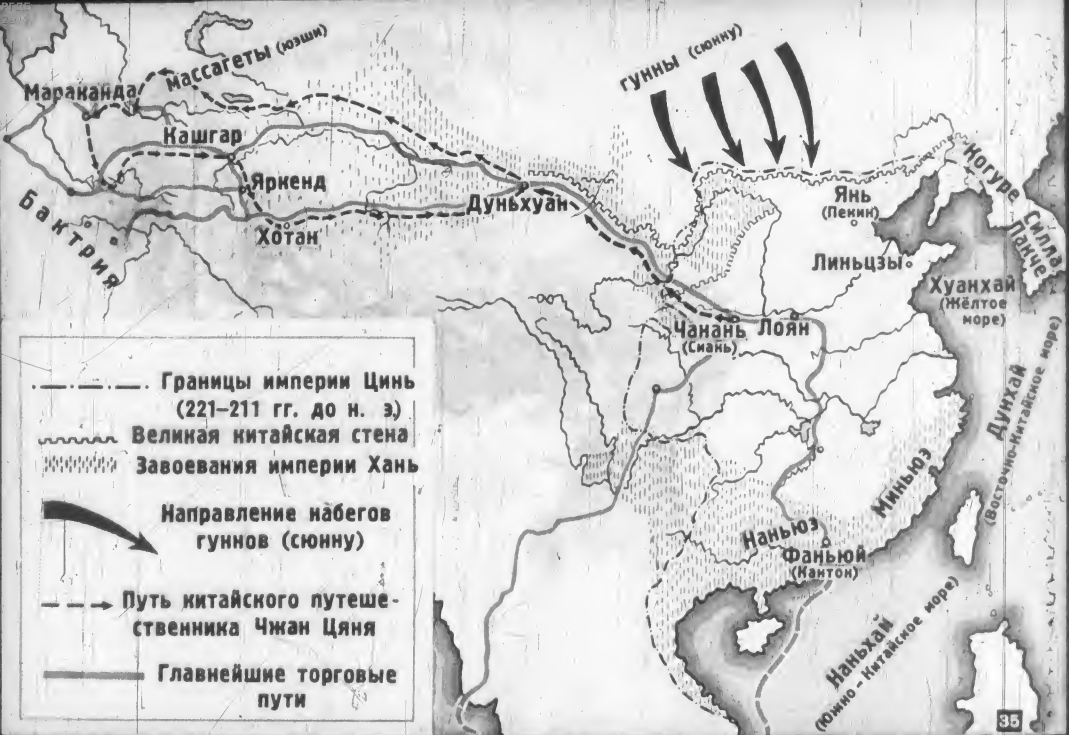 массагеты (юэши)
гунны (сюнну)
Мараканда
Кашгар
Яркенд
Хотан
Бактрия
Дуньхуан
Янь
(Пекин)
Линьцзы
Когуре Силла
Пакче
Хуанхай
(Жёлтое
море)
Чанань
(Сиань)
Лоян
Дунхай
(Восточно-Китайское море)
Миньюэ
Наньюэ
Фаньюй
(Кантон)
Наньхай
(Южно-Китайское море)
Границы империи Цинь
(221–211 гг. до н. э.)
Великая китайская стена
Завоевания империи Хань
Направление набегов
гуннов (сюнну)
Путь китайского путеше-
ственника Чжан Цяня
Главнейшие торговые
пути
35